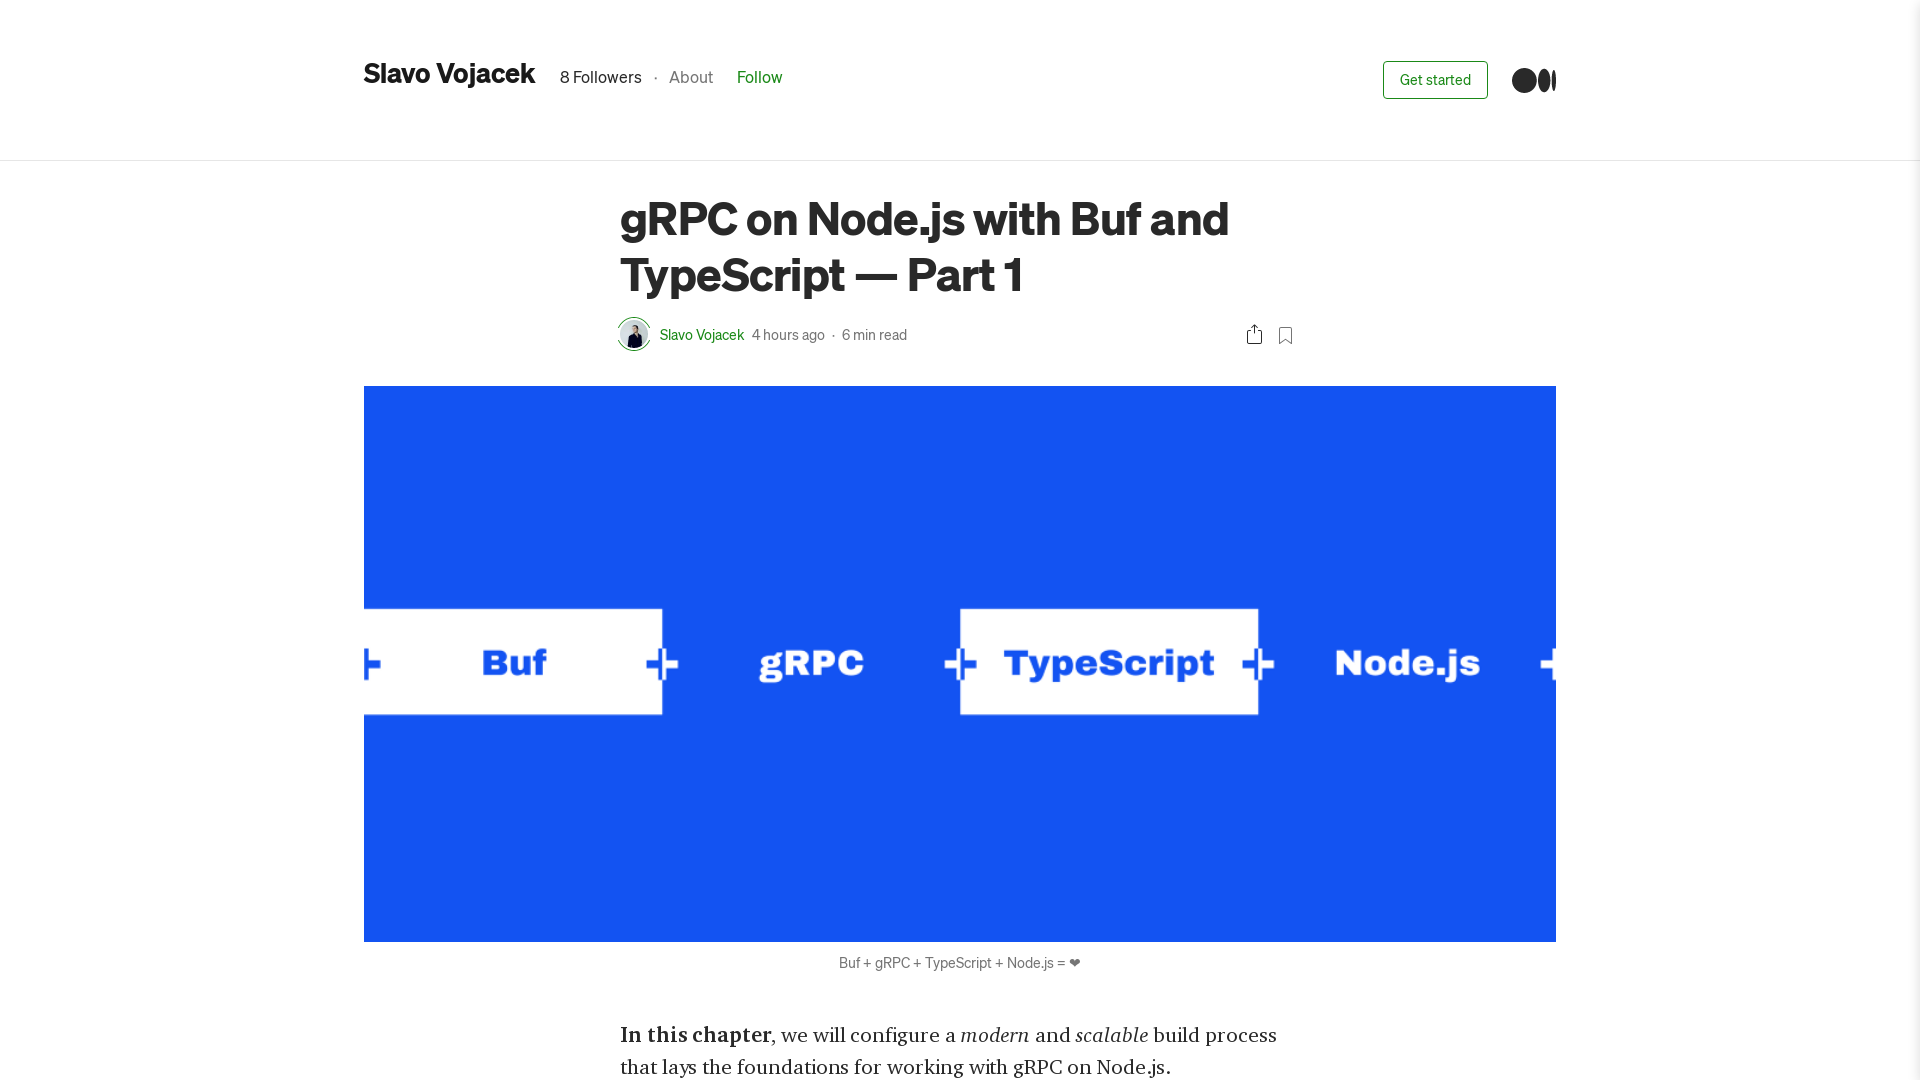 Slavo Vojacek 8 Followers · About Follow Get started
gRPC on Node.js with Buf and
TypeScript — Part 1
Slavo Vojacek 4 hours ago · 6 min read
+ Buf + gRPC + TypeScript + Node.js +
Buf + gRPC + TypeScript + Node.js = ❤
In this chapter, we will configure a modern and scalable build process
that lays the foundations for working with gRPC on Node.js.